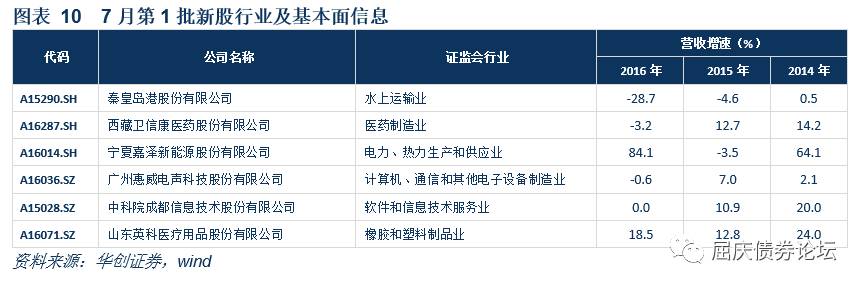 图表 10 7 月第 1 批新股行业及基本面信息
代码 公司名称 证监会行业 营收增速（%）
2016 年 2015 年 2014 年
A15290.SH 秦皇岛港股份有限公司 水上运输业 -28.7 -4.6 0.5
A16287.SH 西藏卫信康医药股份有限公司 医药制造业 -3.2 12.7 14.2
A16014.SH 宁夏嘉泽新能源股份有限公司 电力、热力生产和供应业 84.1 -3.5 64.1
A16036.SZ 广州惠威电声科技股份有限公司 计算机、通信和其他电子设备制造业 -0.6 7.0 2.1
A15028.SZ 中科院成都信息技术股份有限公司 软件和信息技术服务业 0.0 10.9 20.0
A16071.SZ 山东英科医疗用品股份有限公司 橡胶和塑料制品业 18.5 12.8 24.0
资料来源：华创证券，wind
屈庆债券论坛